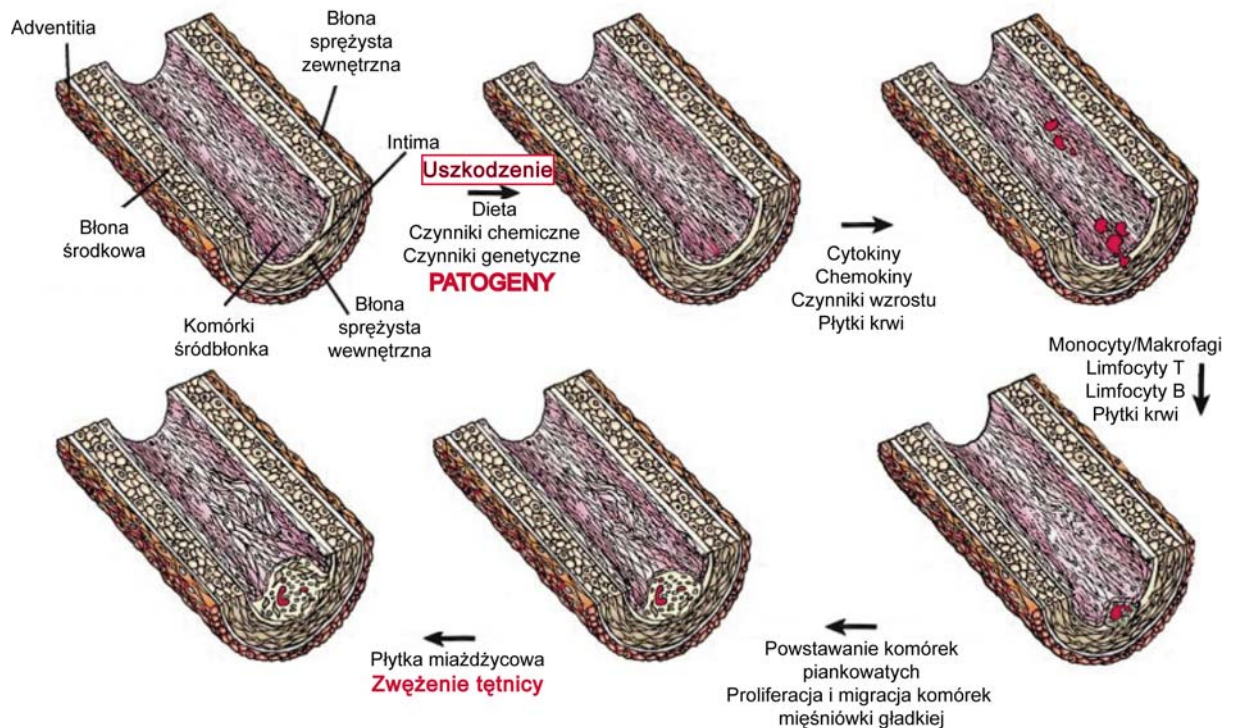 Adventitia
Błona
sprężysta
zewnętrzna
Intima
Błona
środkowa
Komórki
śródbłonka
Błona
sprężysta
wewnętrzna
Uszkodzenie
Dieta
Czynniki chemiczne
Czynniki genetyczne
PATOGENY
Cytokiny
Chemokiny
Czynniki wzrostu
Płytki krwi
Monocyty/Makrofagi
Limfocyty T
Limfocyty B
Płytki krwi
Powstawanie komórek
piankowatych
Proliferacja i migracja komórek
mięśniówki gładkiej
Płytka miażdżycowa
Zwężenie tętnicy